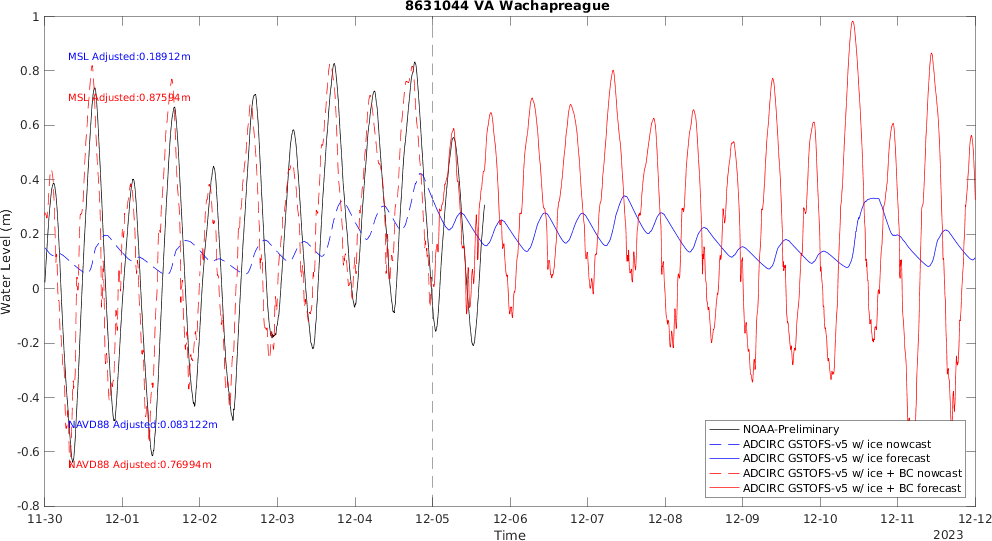 8631044 VA Wachapreague
MSL Adjusted:0.18912m
MSL Adjusted:0.87594m
NAVD88 Adjusted:0.083122m
NAVD88 Adjusted:0.76994m
Water Level (m)
1
0.8
0.6
0.4
0.2
0
-0.2
-0.4
-0.6
-0.8
NOAA-Preliminary
ADCIRC GSTOFS-v5 w/ ice nowcast
ADCIRC GSTOFS-v5 w/ ice forecast
ADCIRC GSTOFS-v5 w/ ice + BC nowcast
ADCIRC GSTOFS-v5 w/ ice + BC forecast
11-30 12-01 12-02 12-03 12-04 12-05 12-06 12-07 12-08 12-09 12-10 12-11 12-12
Time
2023